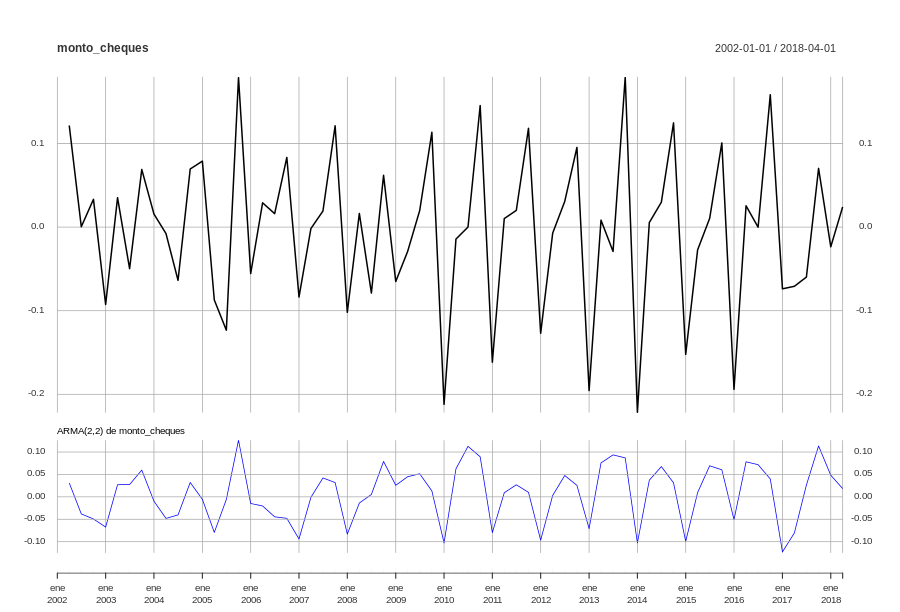 monto_cheques 2002-01-01 / 2018-04-01
0.1 0.1
0.0 0.0
-0.1 -0.1
-0.2 -0.2
ARMA(2,2) de monto_cheques
0.10 0.10
0.05 0.05
0.00 0.00
-0.05 -0.05
-0.10 -0.10
ene ene ene ene ene ene ene ene ene ene ene ene ene ene ene ene ene
2002 2003 2004 2005 2006 2007 2008 2009 2010 2011 2012 2013 2014 2015 2016 2017 2018